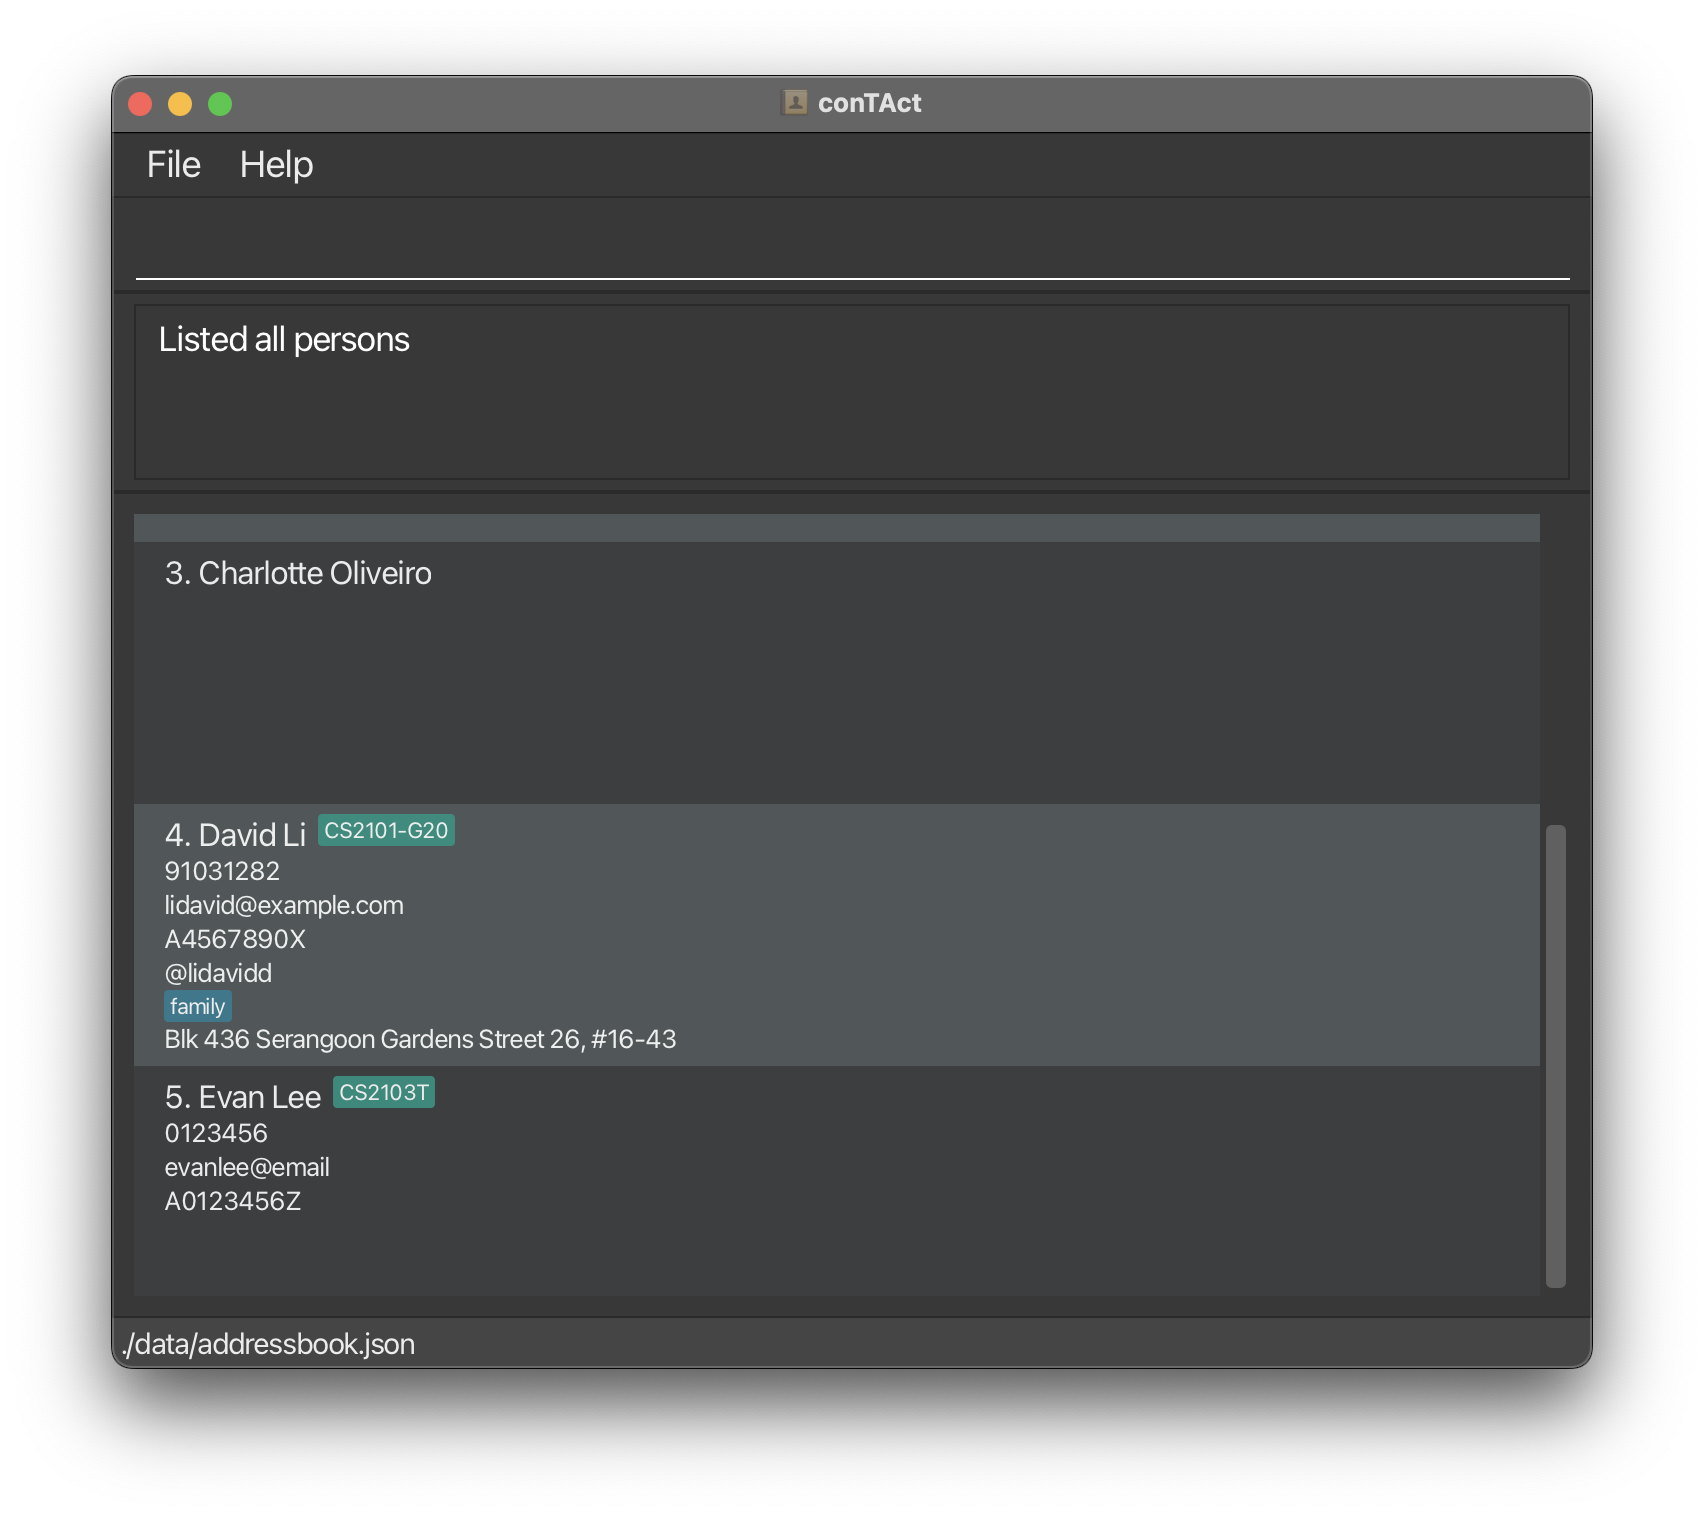 conTAct
File Help
Listed all persons
3. Charlotte Oliveiro
4. David Li CS2101-G20
91031282
lidavid@example.com
A4567890X
@lidavidd
family
Blk 436 Serangoon Gardens Street 26, #16-43
5. Evan Lee CS2103T
0123456
evanlee@email
A0123456Z
./data/addressbook.json